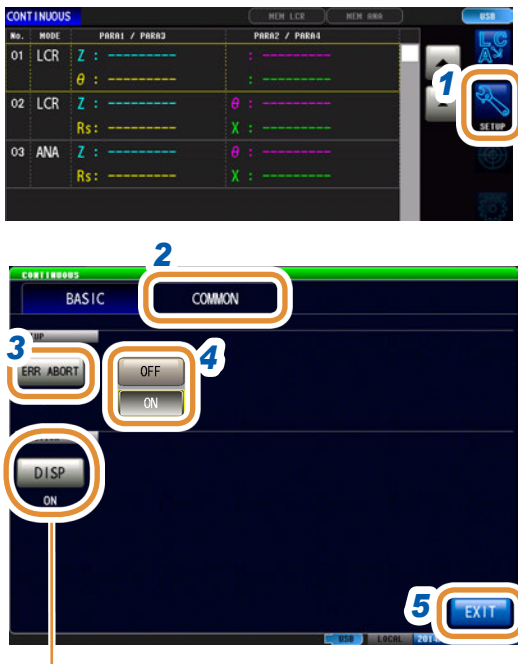 CONTINUOUS MEM LCR MEM ANA USB
No. MODE PARA1 / PARA3 PARA2 / PARA4
01 LCR Z : --------- : ---------
θ : --------- : ---------
02 LCR Z : --------- θ : ---------
Rs: --------- X : ---------
03 ANA Z : --------- θ : ---------
Rs: --------- X : ---------
1
SETUP
2
CONTINUOUS
BASIC COMMON
3
ERR ABORT
4
OFF
ON
DISP
ON
5
EXIT
USB LOCAL